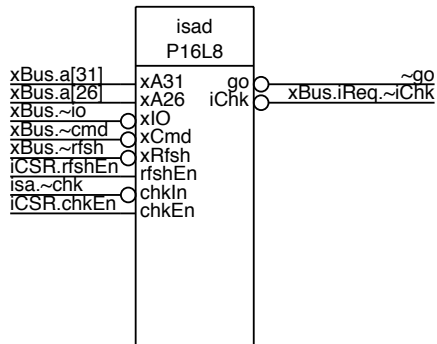 isad
P16L8
xBus.a[31] xA31 go ~go
xBus.a[26] xA26 iChk xBus.iReq.~iChk
xBus.~io xIO
xBus.~cmd xCmd
xBus.~rfsh xRfsh
iCSR.rfshEn rfshEn
isa.~chk chkIn
iCSR.chkEn chkEn